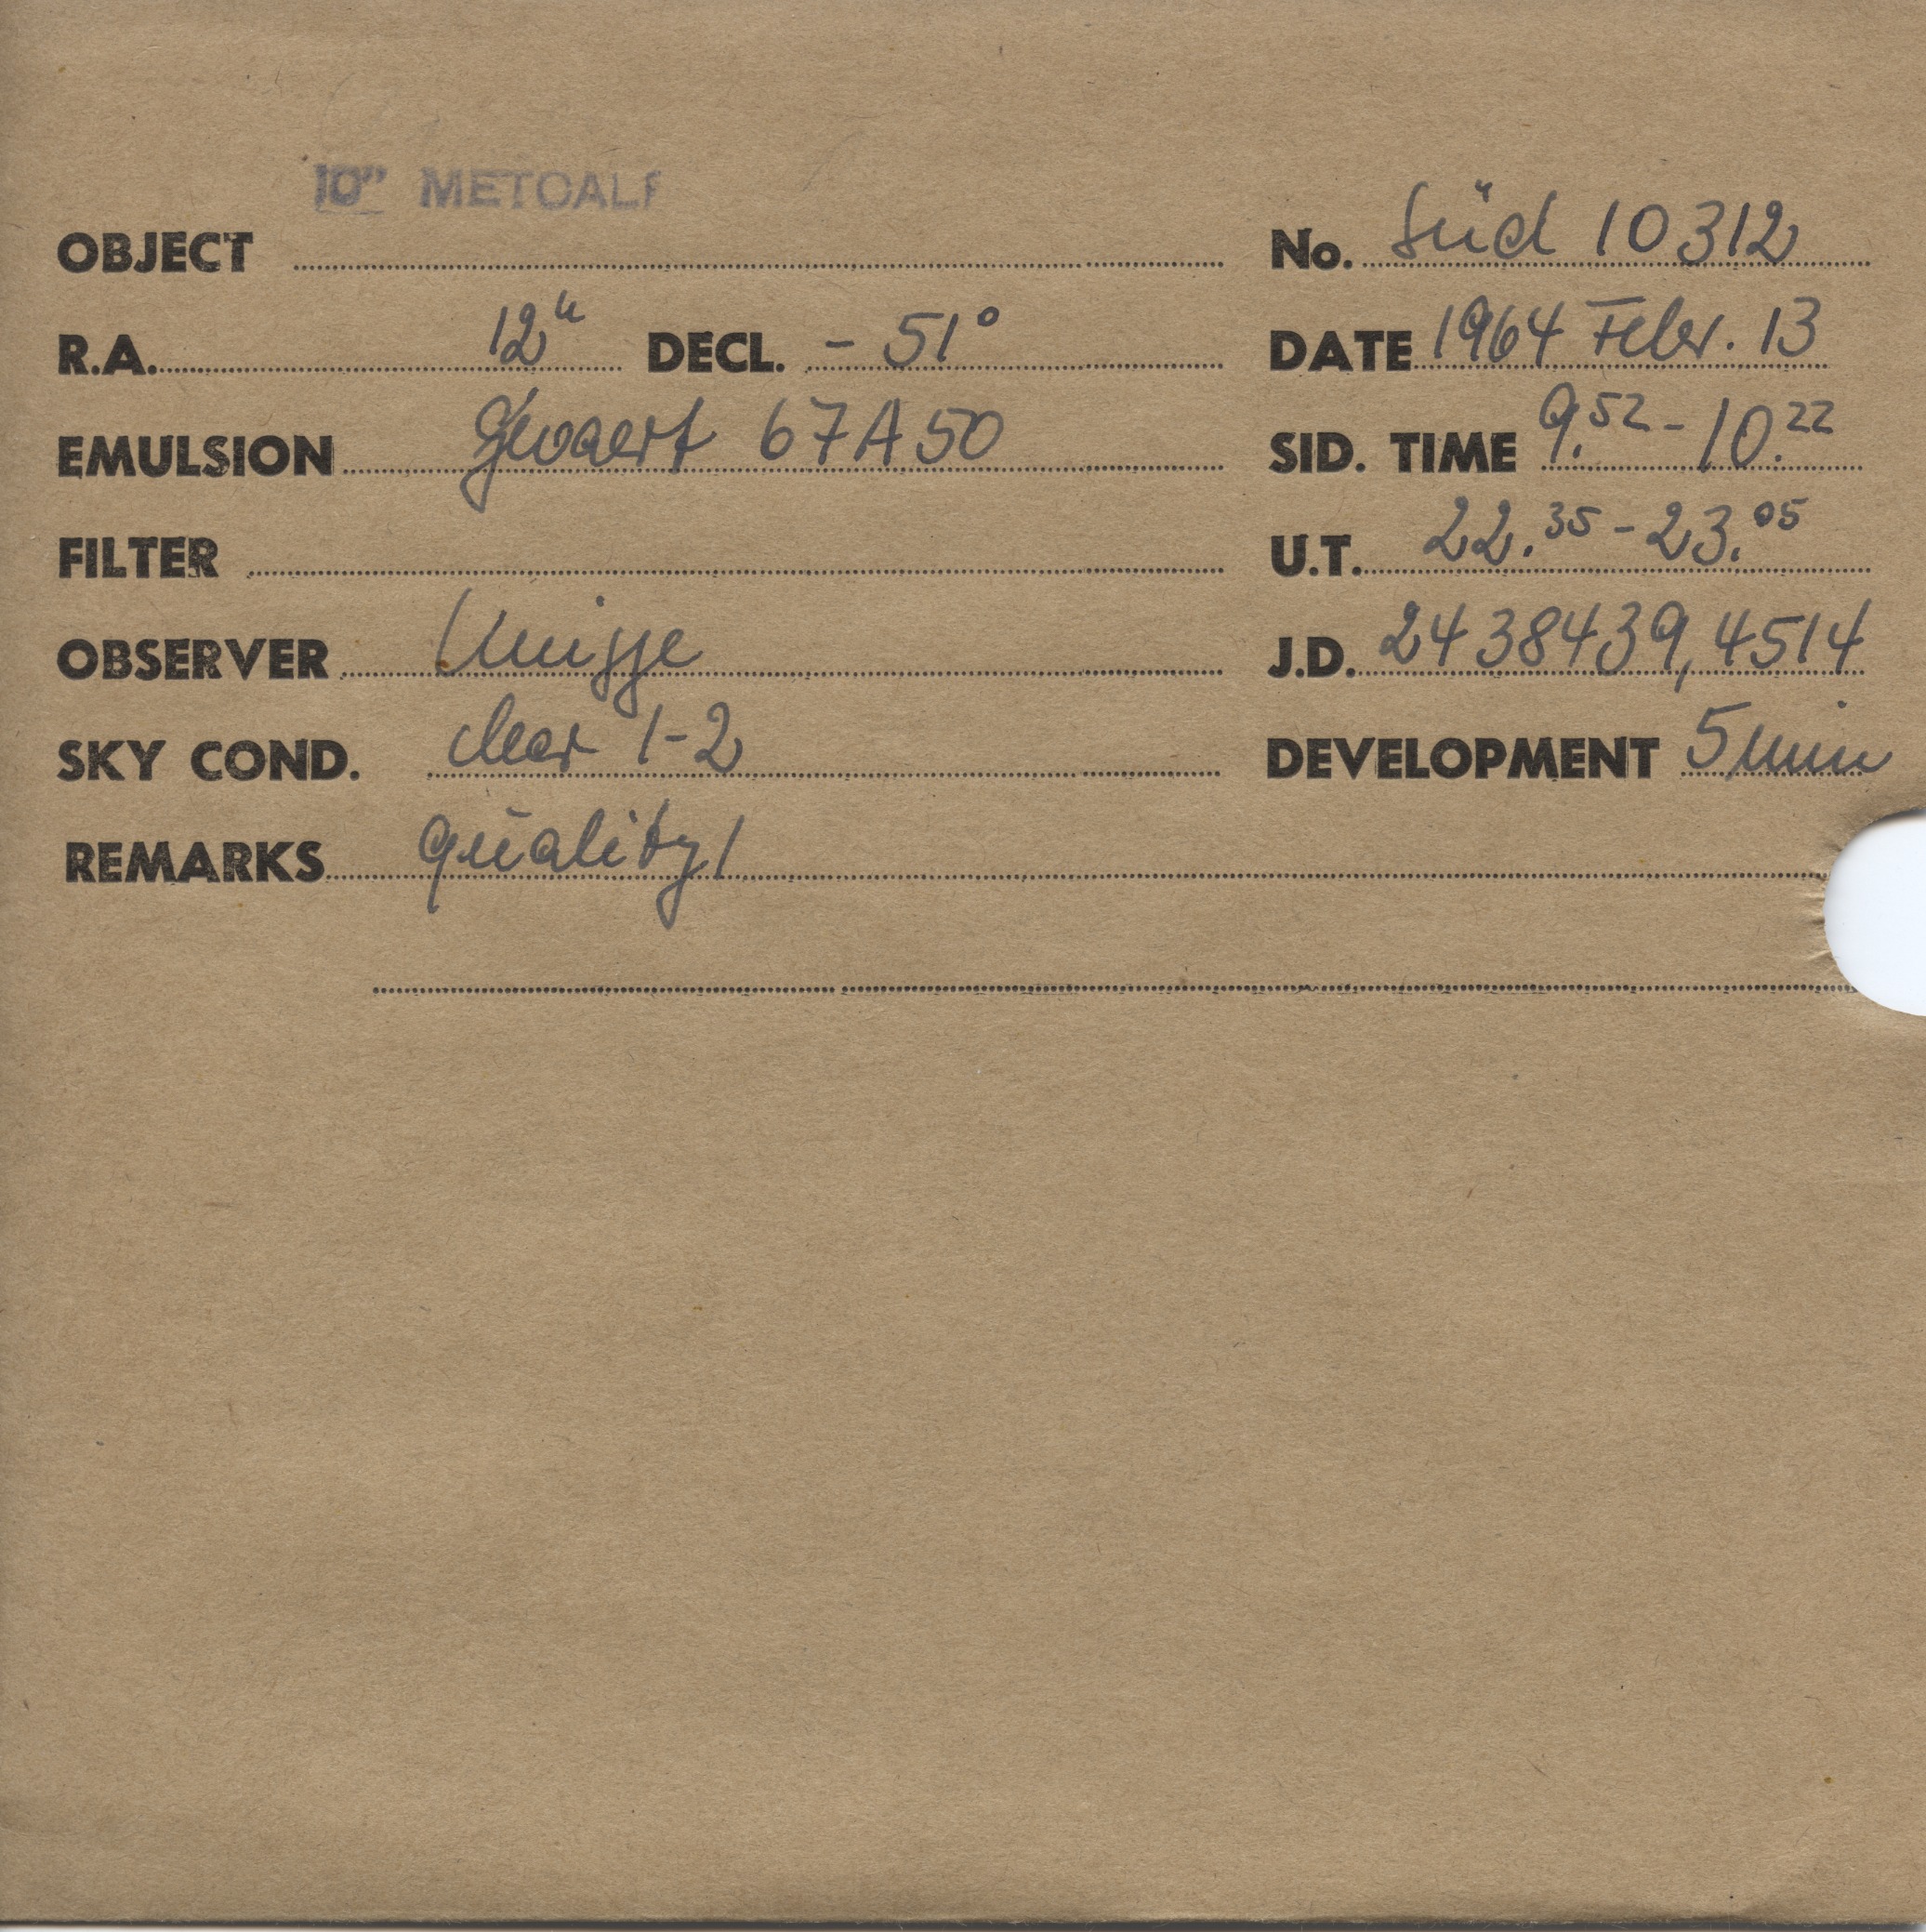 10" METCALF
OBJECT No. Süd 10312
R.A. 12h DECL. - 51° DATE 1964 Febr. 13
EMULSION Gevaert 67A50 SID. TIME 9.52 - 10.22
FILTER U.T. 22.35 - 23.05
OBSERVER J.D. 2438439,4514
SKY COND. clear 1-2 DEVELOPMENT 5 min
REMARKS quality 1